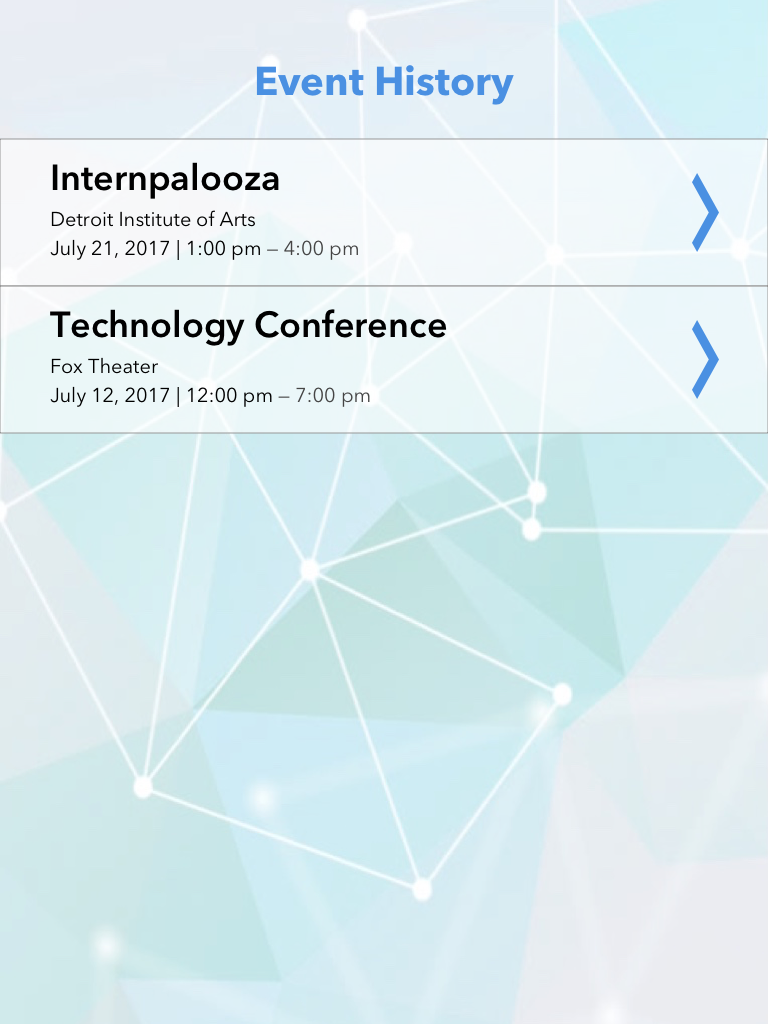 Event History
Internpalooza
Detroit Institute of Arts
July 21, 2017 | 1:00 pm – 4:00 pm
Technology Conference
Fox Theater
July 12, 2017 | 12:00 pm – 7:00 pm